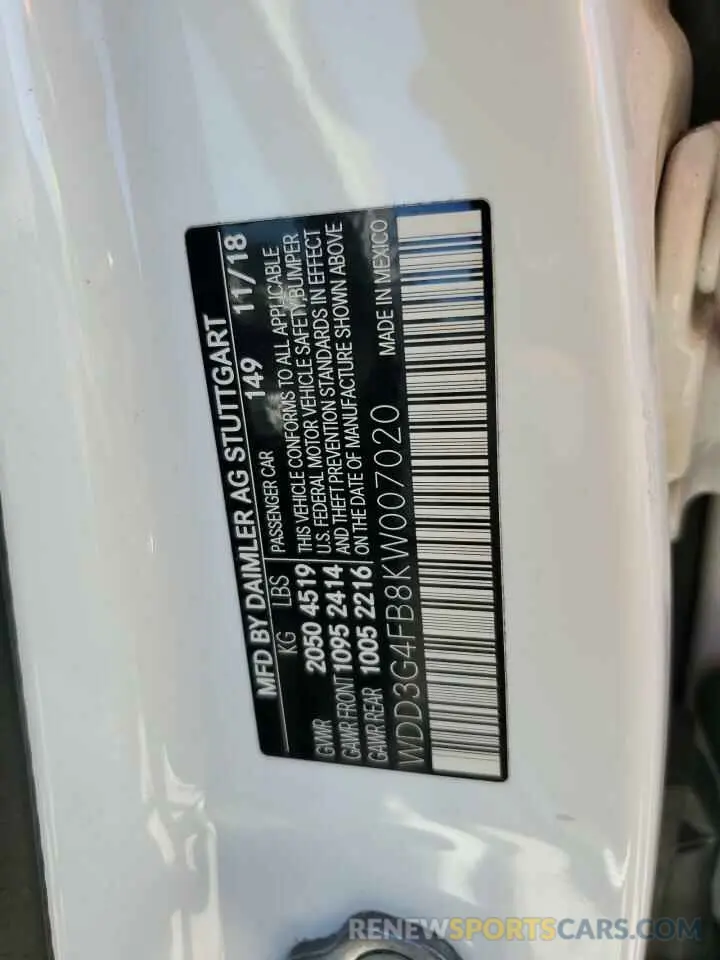 MFD BY DAIMLER AG STUTTGART
149 11/18
KG LBS PASSENGER CAR
GVWR 2050 4519 THIS VEHICLE CONFORMS TO ALL APPLICABLE
U.S. FEDERAL MOTOR VEHICLE SAFETY,BUMPER
GAWR FRONT 1095 2414 AND THEFT PREVENTION STANDARDS IN EFFECT
GAWR REAR 1005 2216 ON THE DATE OF MANUFACTURE SHOWN ABOVE
WDD3G4FB8KW007020 MADE IN MEXICO
RENEWSPORTSCARS.COM